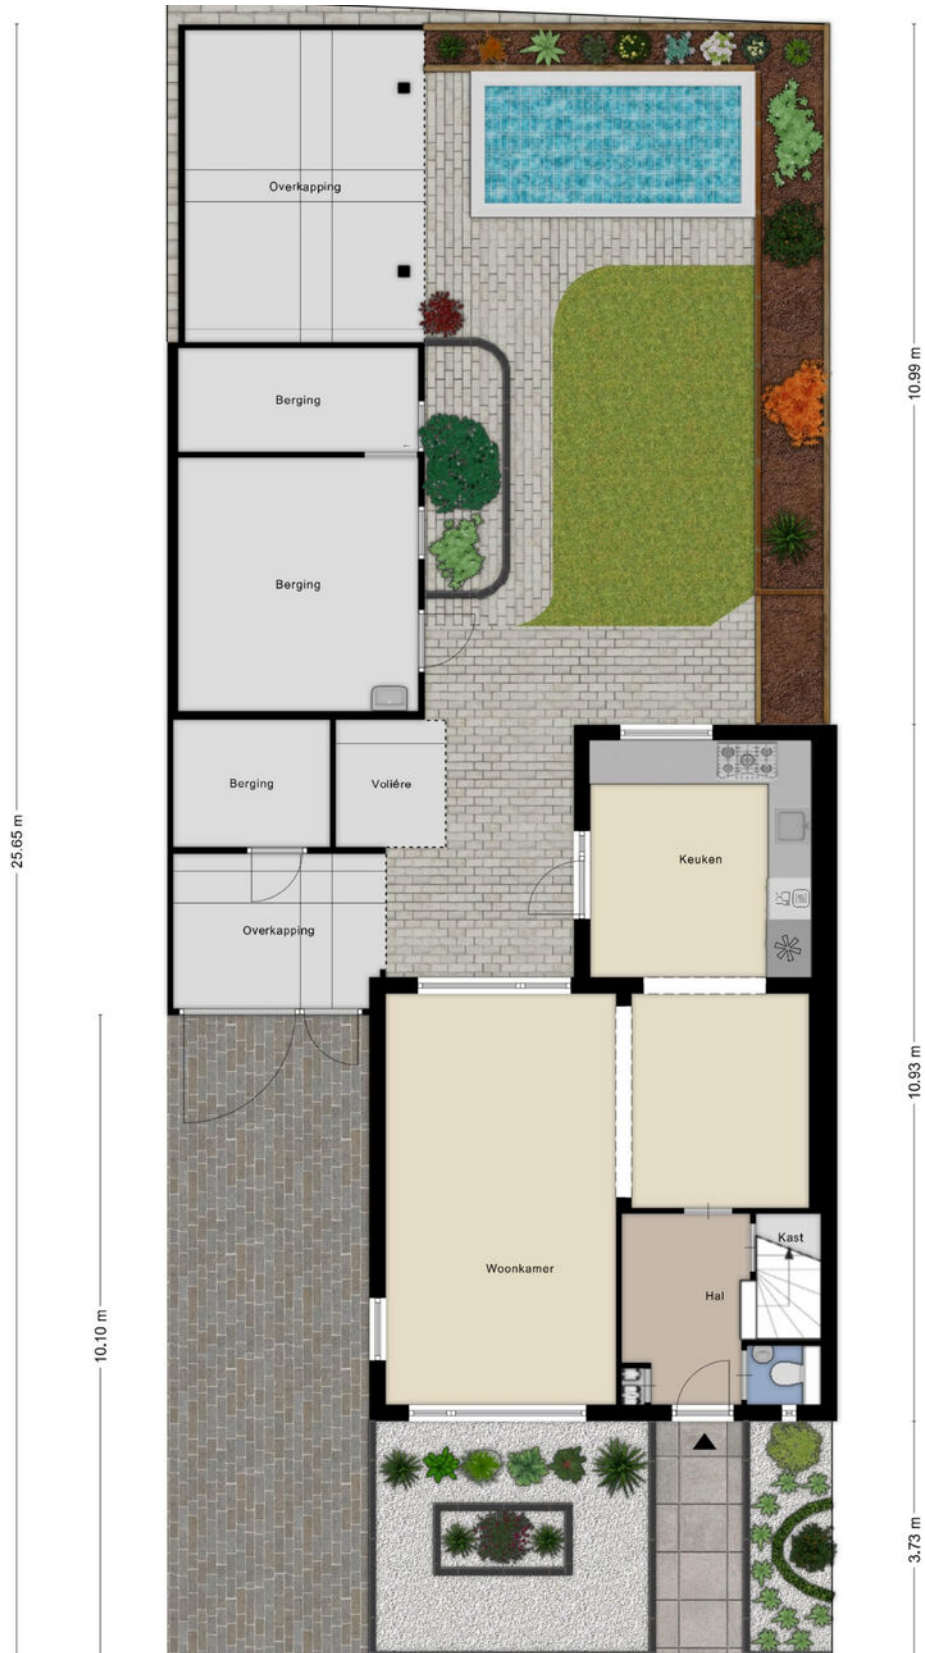 Overkapping
10.99 m
Berging
Berging
Berging
Voliére
25.65 m
Keuken
Overkapping
10.93 m
Kast
Woonkamer
Hal
10.10 m
3.73 m